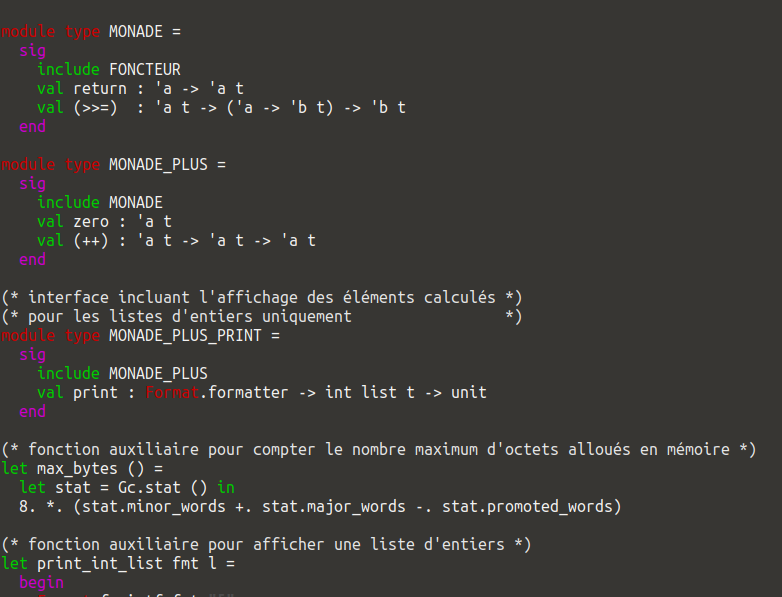 module type MONADE =
  sig
    include FONCTEUR
    val return : 'a -> 'a t
    val (>>=)  : 'a t -> ('a -> 'b t) -> 'b t
  end
module type MONADE_PLUS =
  sig
    include MONADE
    val zero : 'a t
    val (++) : 'a t -> 'a t -> 'a t
  end
(* interface incluant l'affichage des éléments calculés *)
(* pour les listes d'entiers uniquement                 *)
module type MONADE_PLUS_PRINT =
  sig
    include MONADE_PLUS
    val print : Format.formatter -> int list t -> unit
  end
(* fonction auxiliaire pour compter le nombre maximum d'octets alloués en mémoire *)
let max_bytes () =
  let stat = Gc.stat () in
  8. *. (stat.minor_words +. stat.major_words -. stat.promoted_words)
(* fonction auxiliaire pour afficher une liste d'entiers *)
let print_int_list fmt l =
  begin